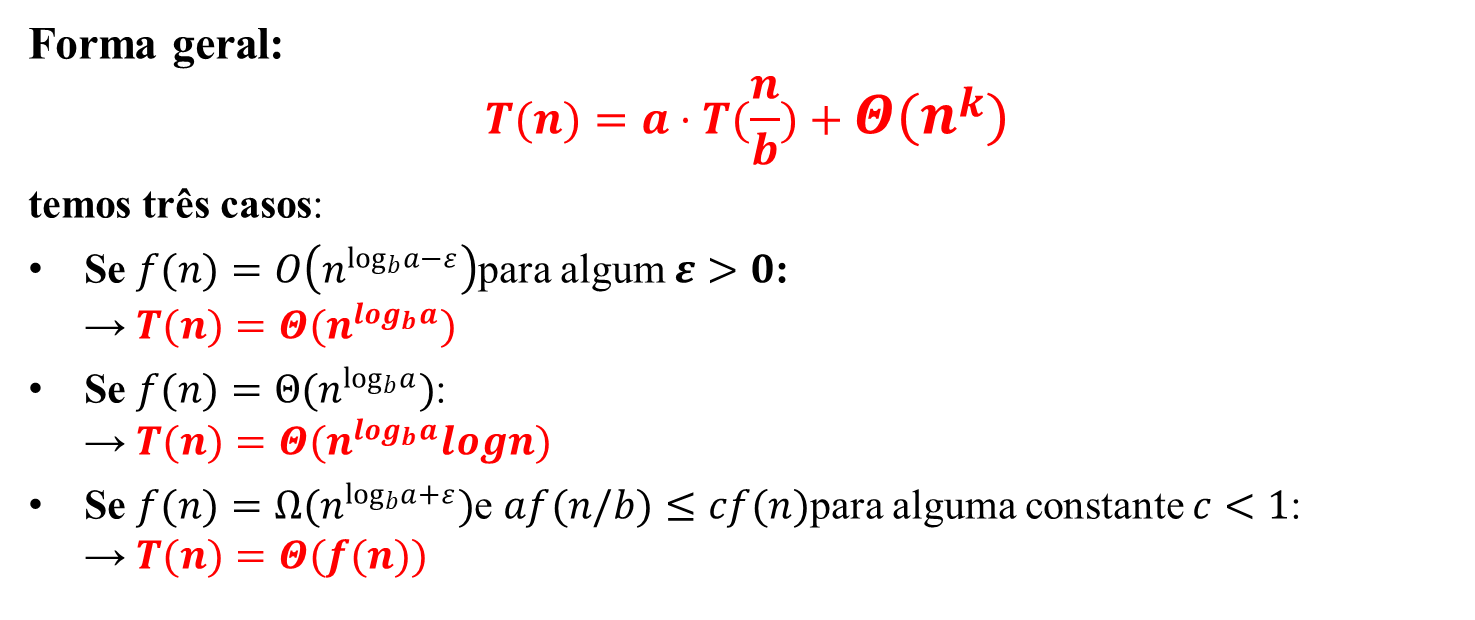 Forma geral:
T(n) = a · T(n/b) + Θ(n^k)
temos três casos:
• Se f(n) = O(n^{log_b a−ε})para algum ε > 0:
→ T(n) = Θ(n^{log_b a})
• Se f(n) = Θ(n^{log_b a}):
→ T(n) = Θ(n^{log_b a} logn)
• Se f(n) = Ω(n^{log_b a+ε})e af(n/b) ≤ cf(n)para alguma constante c < 1:
→ T(n) = Θ(f(n))